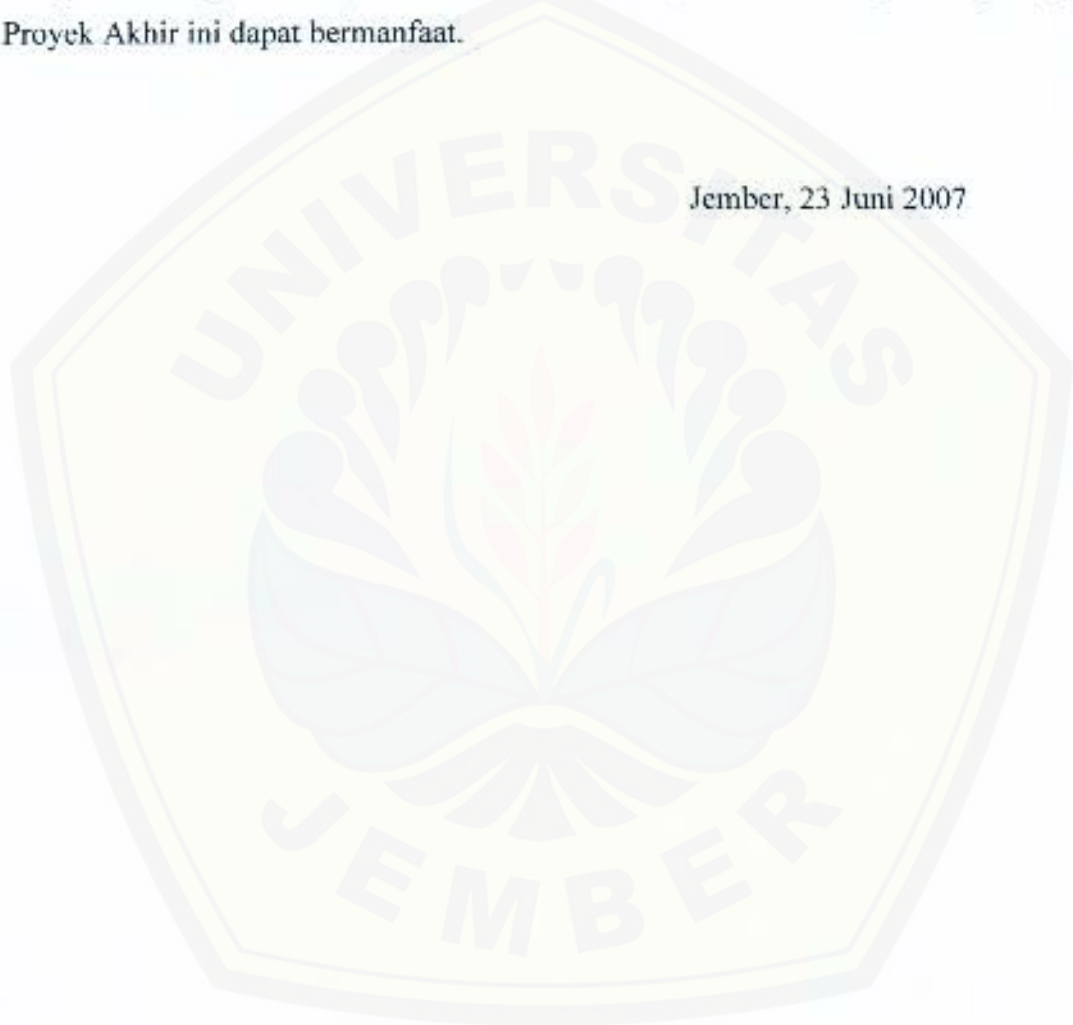 Proyek Akhir ini dapat bermanfaat.
Jember, 23 Juni 2007
UNIVERSITAS
JEMBER